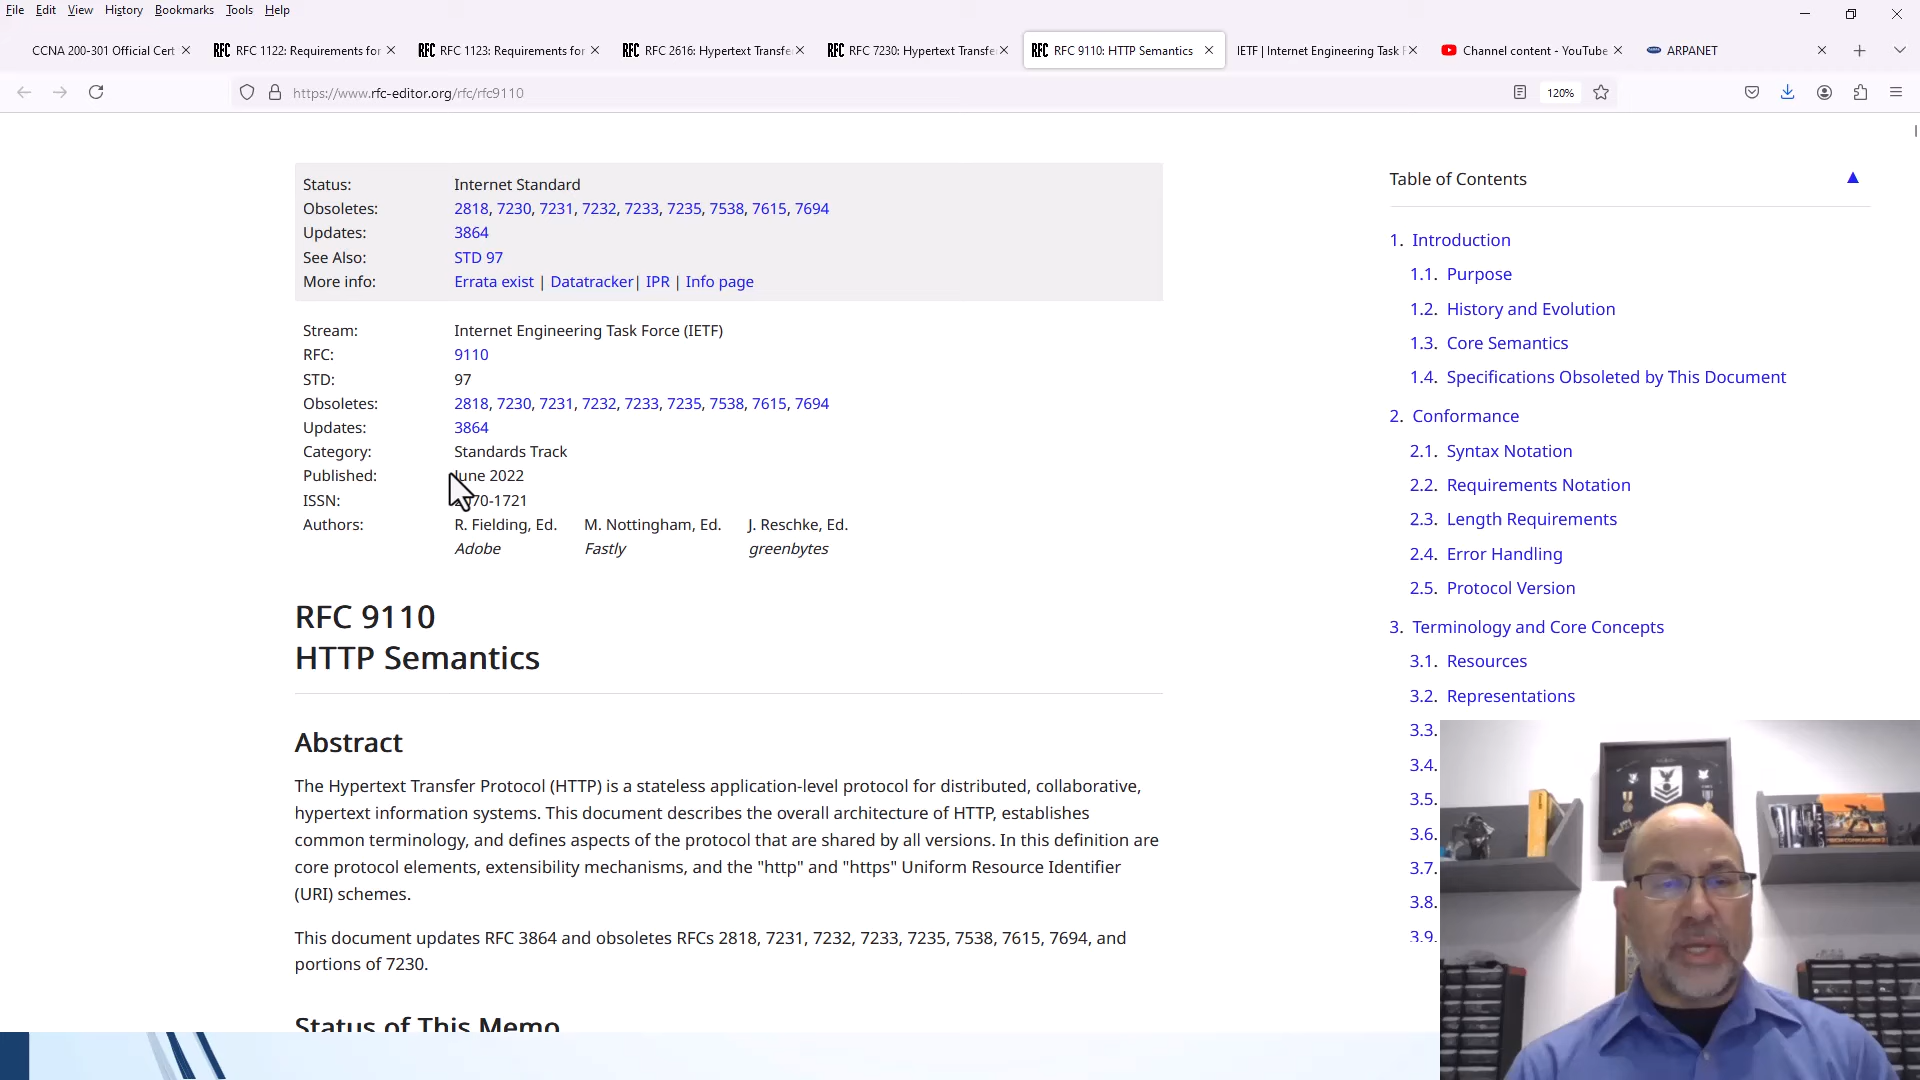 File Edit View History Bookmarks Tools Help
CCNA 200-301 Official Cert
RFC RFC 1122: Requirements for
RFC RFC 1123: Requirements for
RFC RFC 2616: Hypertext Transfe
RFC RFC 7230: Hypertext Transfe
RFC RFC 9110: HTTP Semantics
IETF | Internet Engineering Task F
Channel content - YouTube
ARPANET
https://www.rfc-editor.org/rfc/rfc9110
120%
Status: Internet Standard
Obsoletes: 2818, 7230, 7231, 7232, 7233, 7235, 7538, 7615, 7694
Updates: 3864
See Also: STD 97
More info: Errata exist | Datatracker| IPR | Info page
Stream: Internet Engineering Task Force (IETF)
RFC: 9110
STD: 97
Obsoletes: 2818, 7230, 7231, 7232, 7233, 7235, 7538, 7615, 7694
Updates: 3864
Category: Standards Track
Published: June 2022
ISSN: 2070-1721
Authors: R. Fielding, Ed. M. Nottingham, Ed. J. Reschke, Ed.
Adobe Fastly greenbytes
RFC 9110
HTTP Semantics
Abstract
The Hypertext Transfer Protocol (HTTP) is a stateless application-level protocol for distributed, collaborative,
hypertext information systems. This document describes the overall architecture of HTTP, establishes
common terminology, and defines aspects of the protocol that are shared by all versions. In this definition are
core protocol elements, extensibility mechanisms, and the "http" and "https" Uniform Resource Identifier
(URI) schemes.
This document updates RFC 3864 and obsoletes RFCs 2818, 7231, 7232, 7233, 7235, 7538, 7615, 7694, and
portions of 7230.
Status of This Memo
Table of Contents
1. Introduction
1.1. Purpose
1.2. History and Evolution
1.3. Core Semantics
1.4. Specifications Obsoleted by This Document
2. Conformance
2.1. Syntax Notation
2.2. Requirements Notation
2.3. Length Requirements
2.4. Error Handling
2.5. Protocol Version
3. Terminology and Core Concepts
3.1. Resources
3.2. Representations
3.3.
3.4.
3.5.
3.6.
3.7.
3.8.
3.9.